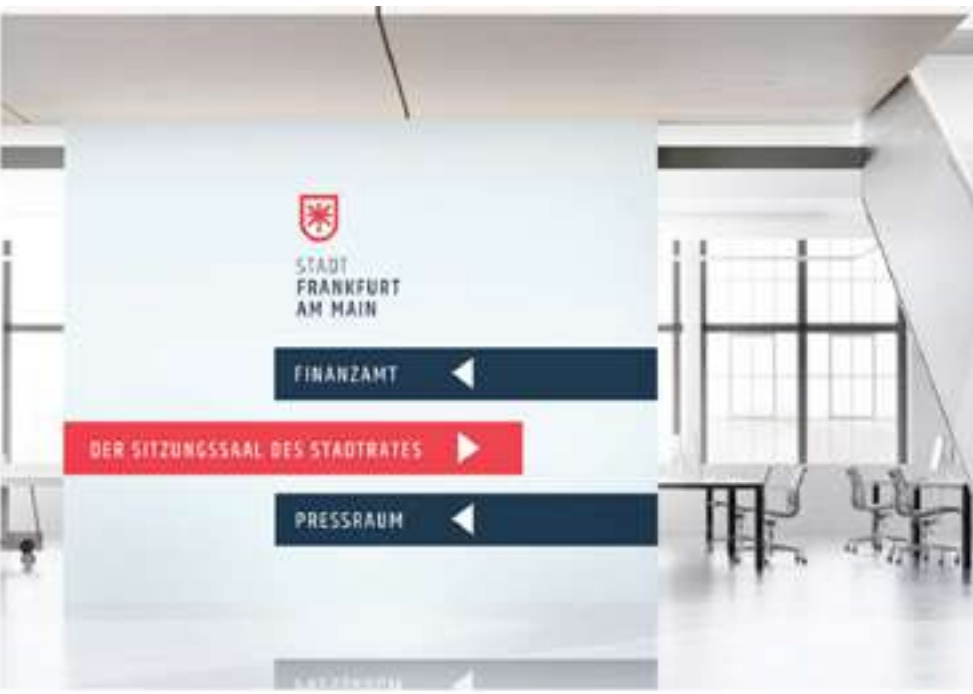 STADT
FRANKFURT
AM MAIN
FINANZAMT
DER SITZUNGSSAAL DES STADTRATES
PRESSRAUM